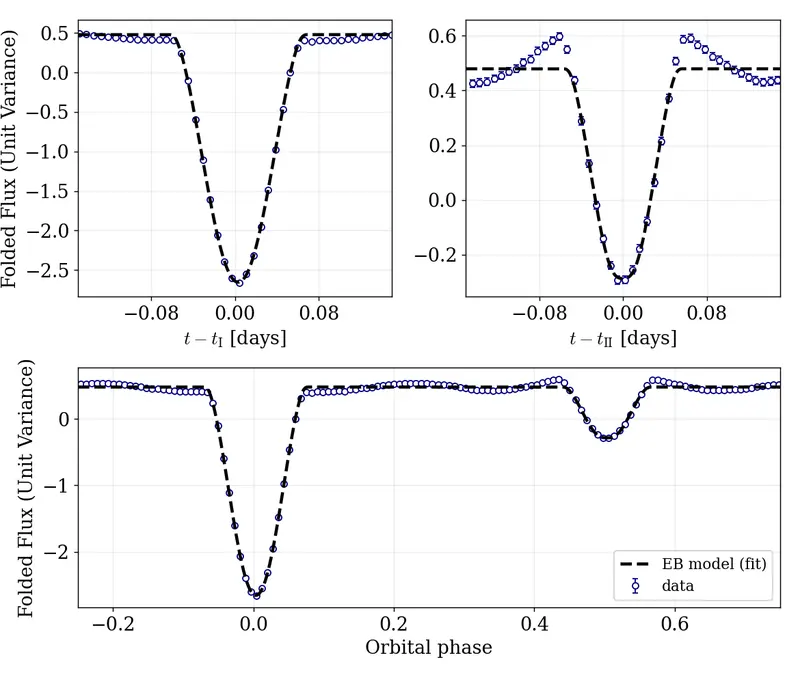 Folded Flux (Unit Variance)
0.5
0.0
−0.5
−1.0
−1.5
−2.0
−2.5
−0.08 0.00 0.08
t − tI [days]
0.6
0.4
0.2
0.0
−0.2
−0.08 0.00 0.08
t − tII [days]
Folded Flux (Unit Variance)
0
−1
−2
EB model (fit)
data
−0.2 0.0 0.2 0.4 0.6
Orbital phase